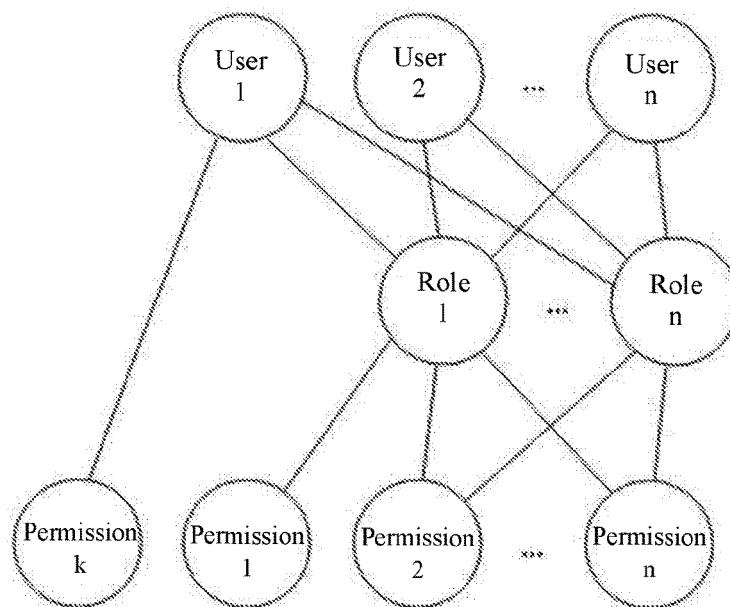 User
1
User
2
...
User
n
Role
1
...
Role
n
Permission
k
Permission
1
Permission
2
...
Permission
n